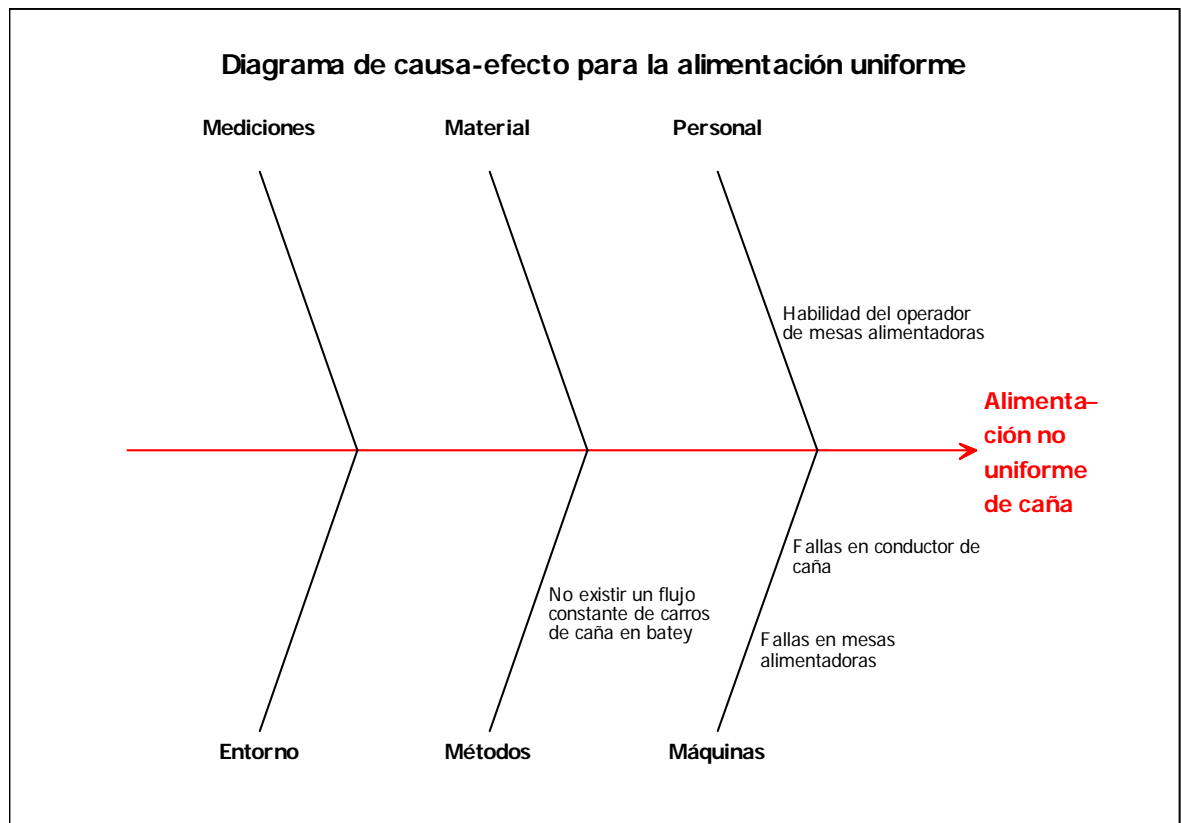 Diagrama de causa-efecto para la alimentación uniforme
Mediciones
Material
Personal
Habilidad del operador
de mesas alimentadoras
Alimenta–
ción no
uniforme
de caña
Fallas en conductor de
caña
No existir un flujo
constante de carros
de caña en batey
Fallas en mesas
alimentadoras
Entorno
Métodos
Máquinas